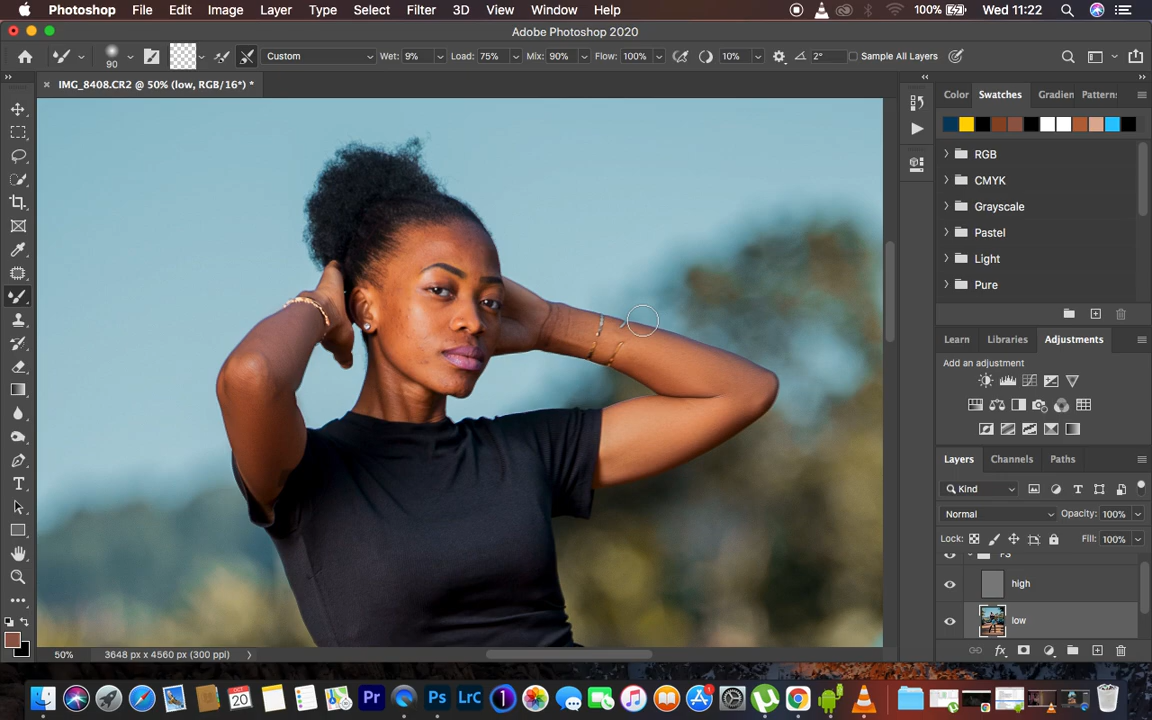 Photoshop File Edit Image Layer Type Select Filter 3D View Window Help 100% Wed 11:22
Adobe Photoshop 2020
Custom Wet: 9% Load: 75% Mix: 90% Flow: 100% 10% 2° Sample All Layers
IMG_8408.CR2 @ 50% (low, RGB/16*) *
Color Swatches Gradien Pattern:
RGB
CMYK
Grayscale
Pastel
Light
Pure
Learn Libraries Adjustments
Add an adjustment
Layers Channels Paths
Kind
Normal Opacity: 100%
Lock: Fill: 100%
high
low
50% 3648 px x 4560 px (300 ppi)
90
OCT
20
Pr Ps LrC 1